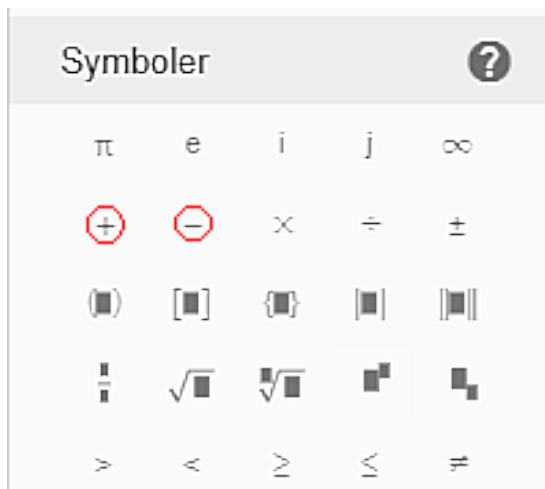 Symboler ?
π e i j ∞
+ − × ÷ ±
(■) [■] {■} |■| ||■||
■/■ √■ ■√■ ■^■ ■_■
> < ≥ ≤ ≠